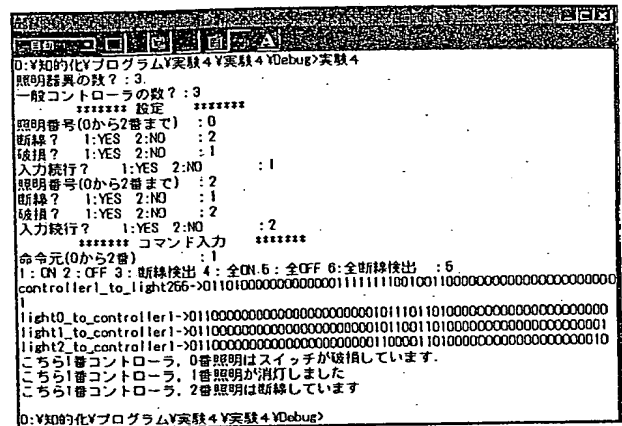 自動 A
D:¥知的化¥プログラム¥実験4¥実験4¥Debug>実験4
照明器具の数?:3
一般コントローラの数?:3
******* 設定 *******
照明番号(0から2番まで) :0
断線? 1:YES 2:NO :2
破損? 1:YES 2:NO :1
入力続行? 1:YES 2:NO :1
照明番号(0から2番まで) :2
断線? 1:YES 2:NO :1
破損? 1:YES 2:NO :2
入力続行? 1:YES 2:NO :2
******* コマンド入力 *******
命令元(0から2番) :1
1:ON 2:OFF 3:断線検出 4:全ON 5:全OFF 6:全断線検出 :5
controller1_to_light255->
1
light0_to_controller1->
light1_to_controller1->
light2_to_controller1->
こちら1番コントローラ,0番照明はスイッチが破損しています.
こちら1番コントローラ,1番照明が消灯しました
こちら1番コントローラ,2番照明は断線しています
D:¥知的化¥プログラム¥実験4¥実験4¥Debug>